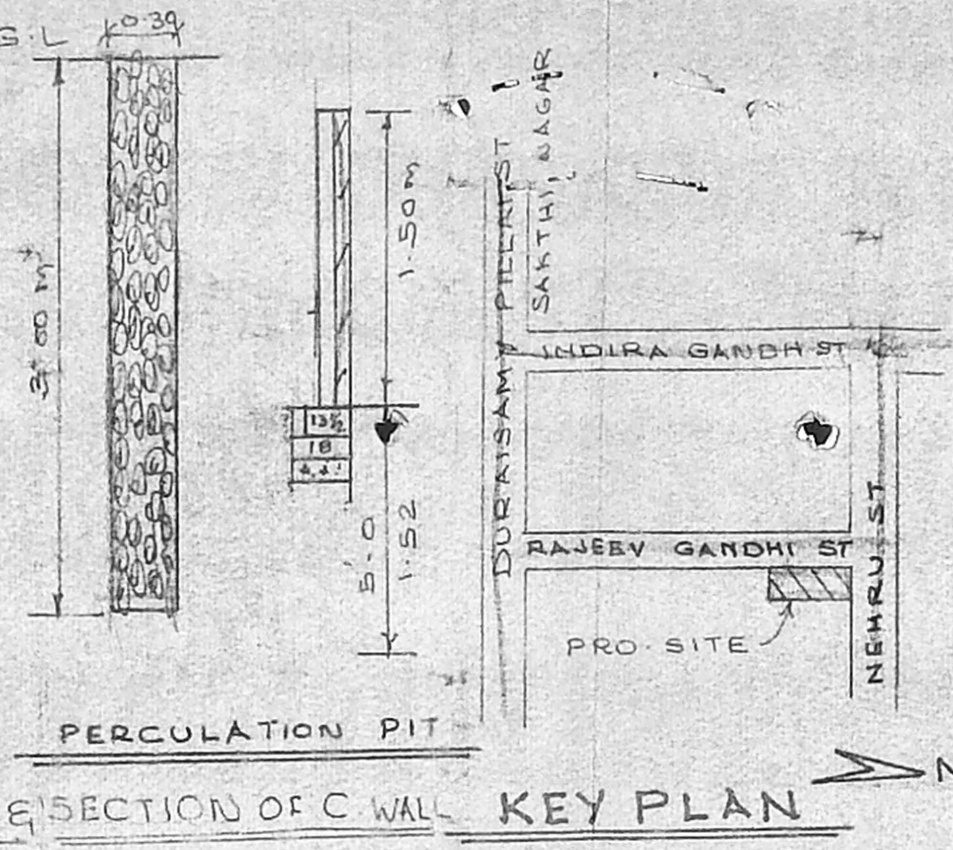 G.L
0.39
3.00 m
1.50 m
13½
18
5'-0
1.52
PERCULATION PIT
& SECTION OF C. WALL
DURAISAMY PILLAI ST
SAKTHI NAGAR
INDIRA GANDH ST
RAJEEV GANDHI ST
NEHRU ST
PRO. SITE
KEY PLAN
N